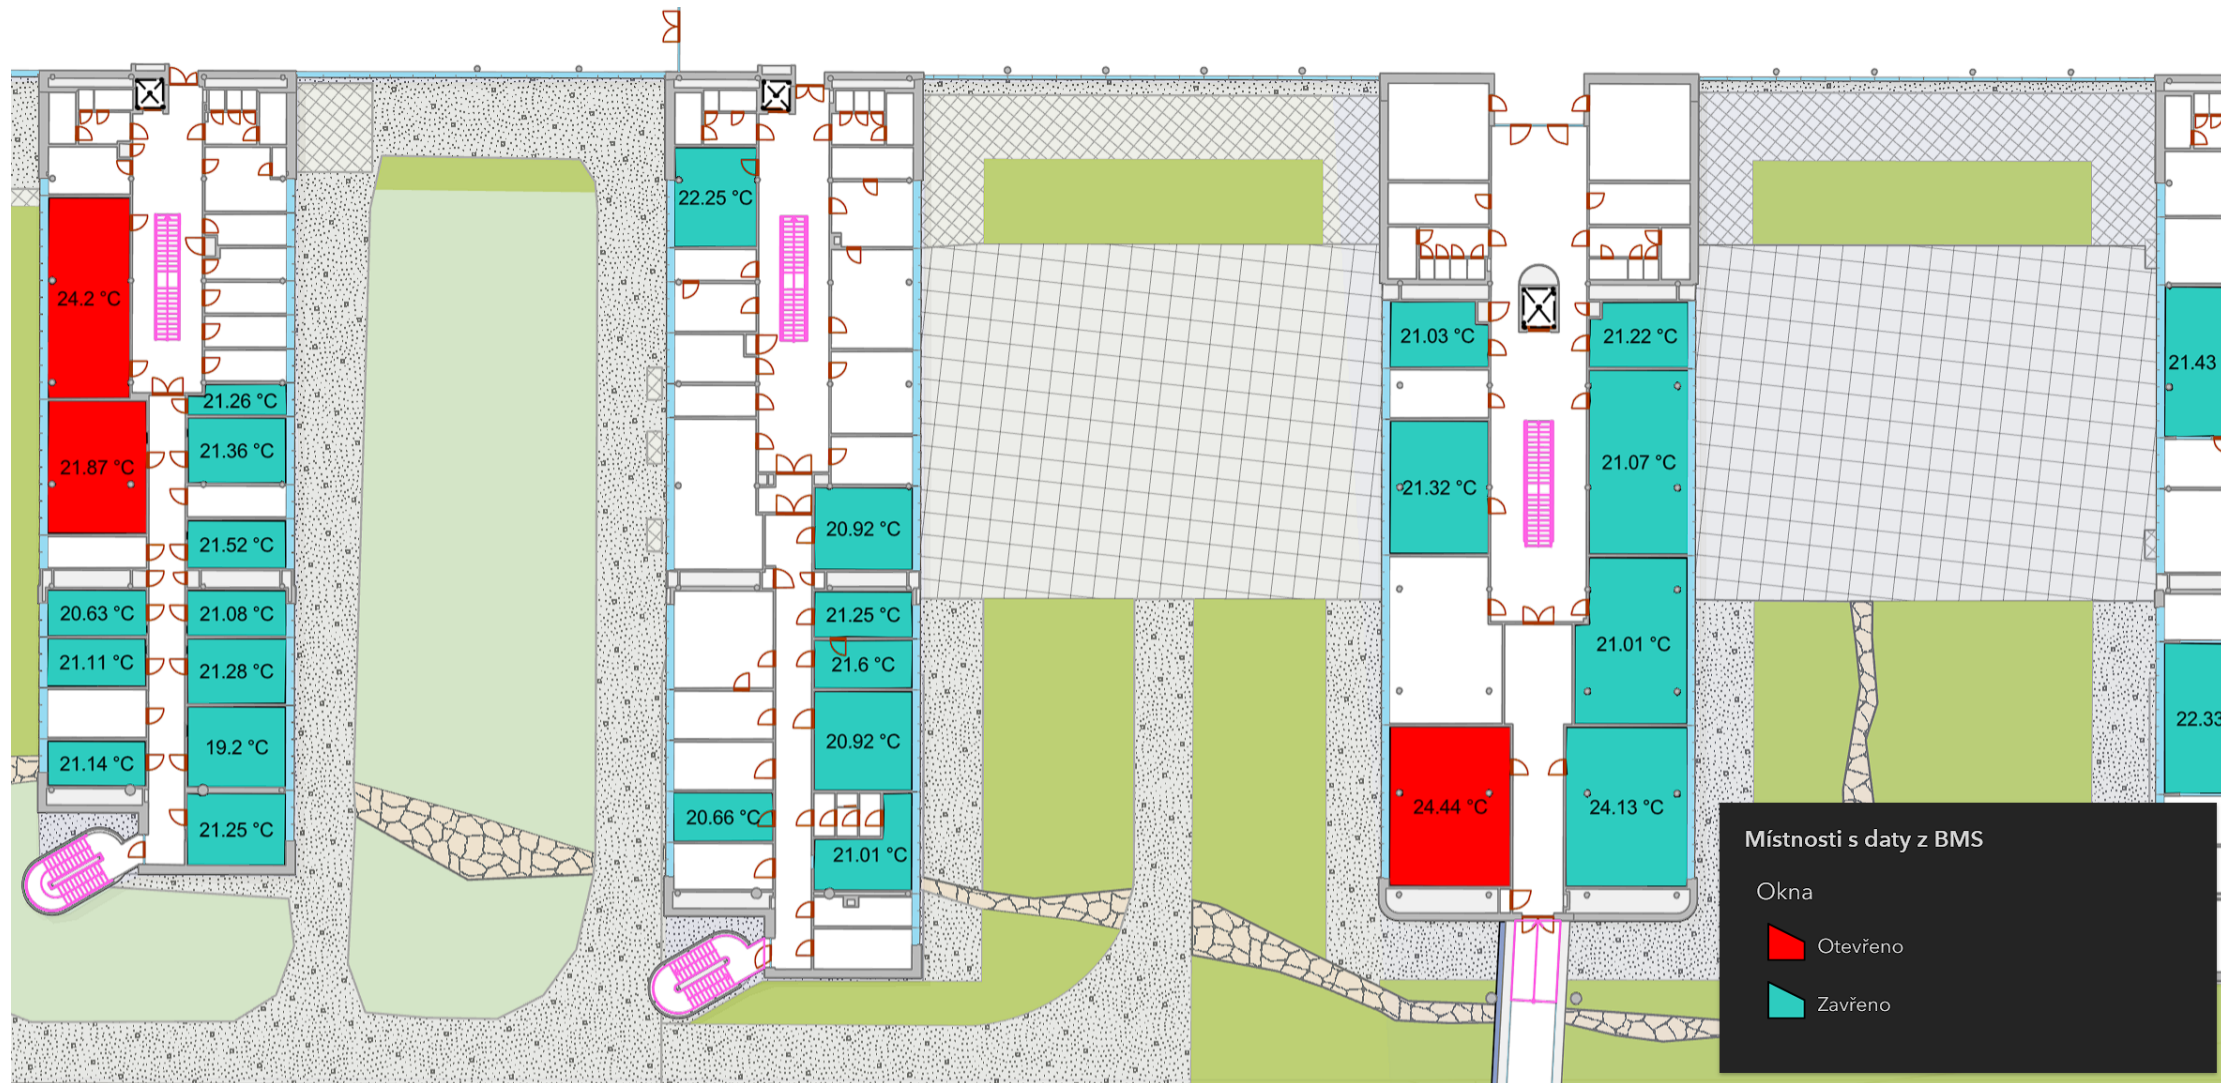 22.25 °C
24.2 °C
21.03 °C
21.22 °C
21.43
21.26 °C
21.36 °C
21.87 °C
21.07 °C
21.32 °C
20.92 °C
21.52 °C
20.63 °C
21.08 °C
21.25 °C
21.11 °C
21.28 °C
21.6 °C
21.01 °C
22.33
19.2 °C
20.92 °C
21.14 °C
24.44 °C
24.13 °C
20.66 °C
21.25 °C
21.01 °C
Místnosti s daty z BMS
Okna
Otevřeno
Zavřeno